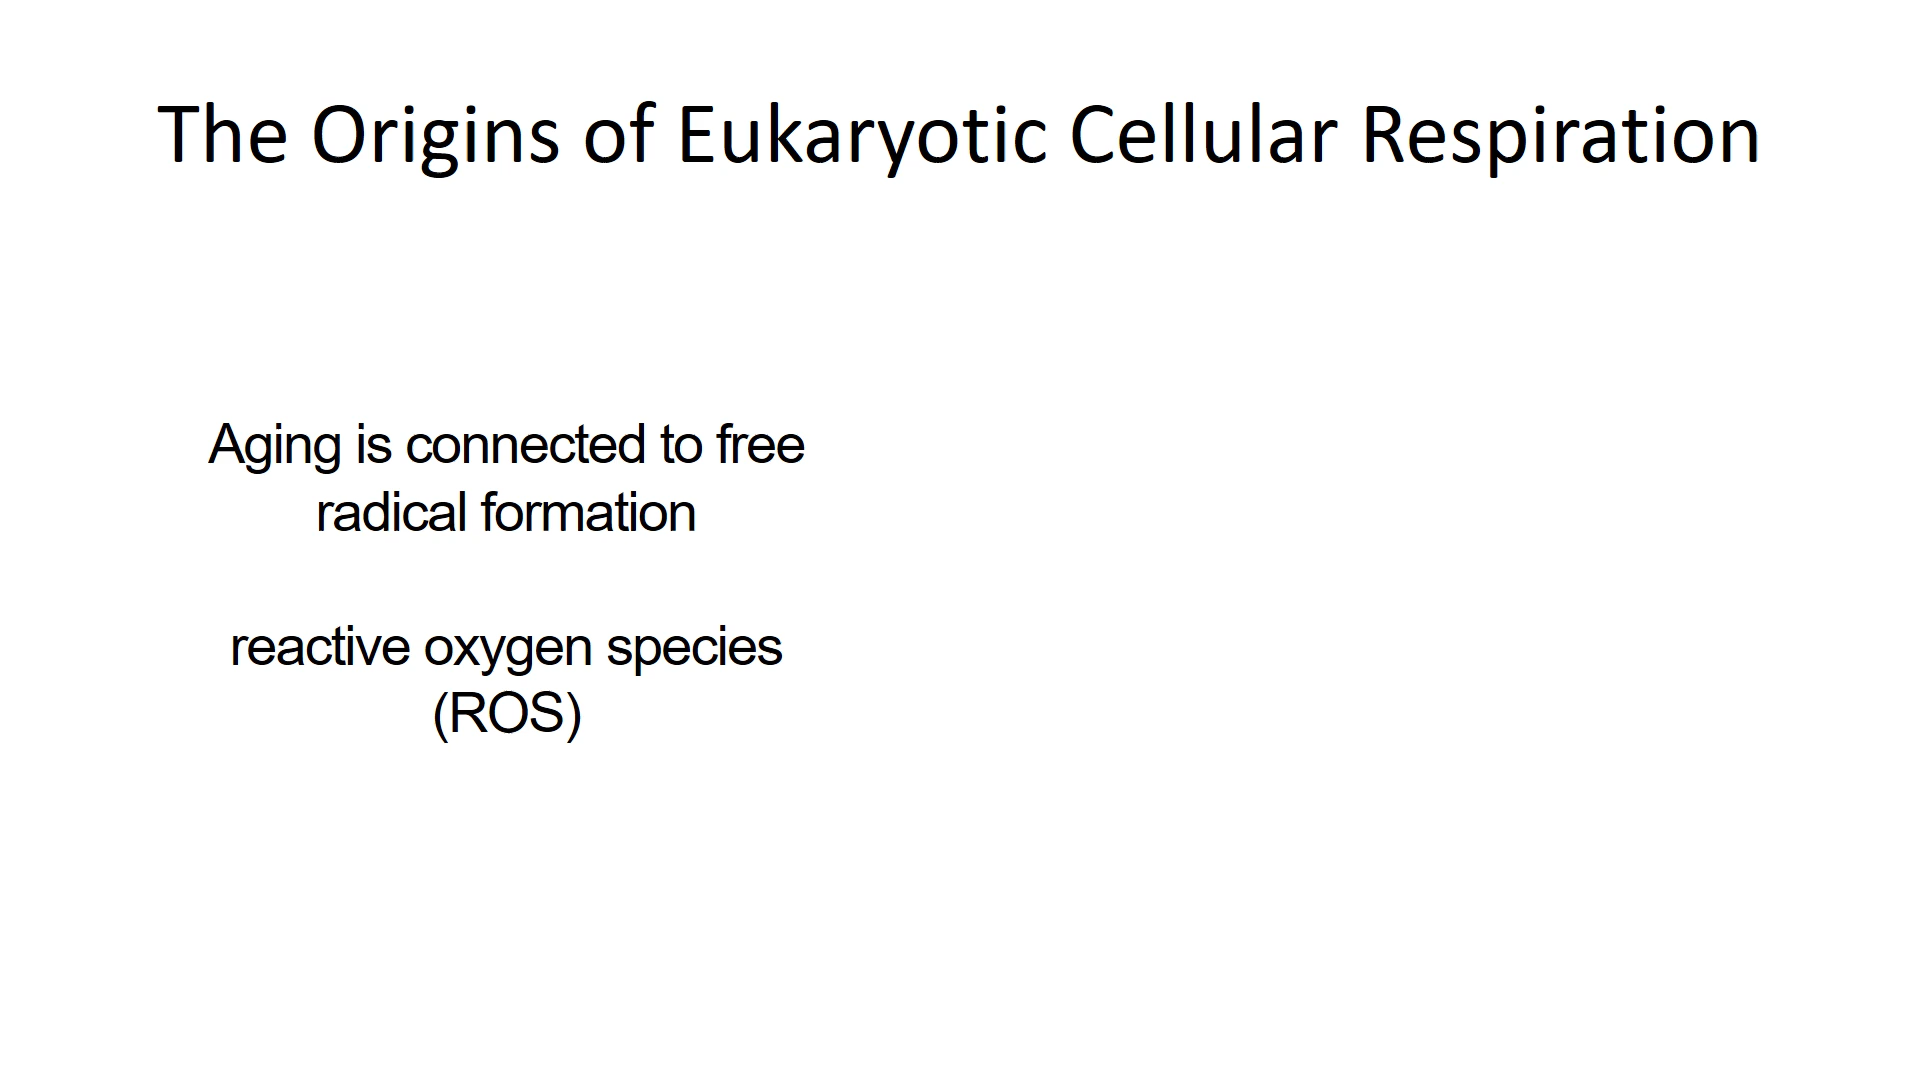 The Origins of Eukaryotic Cellular Respiration
Aging is connected to free
radical formation
reactive oxygen species
(ROS)